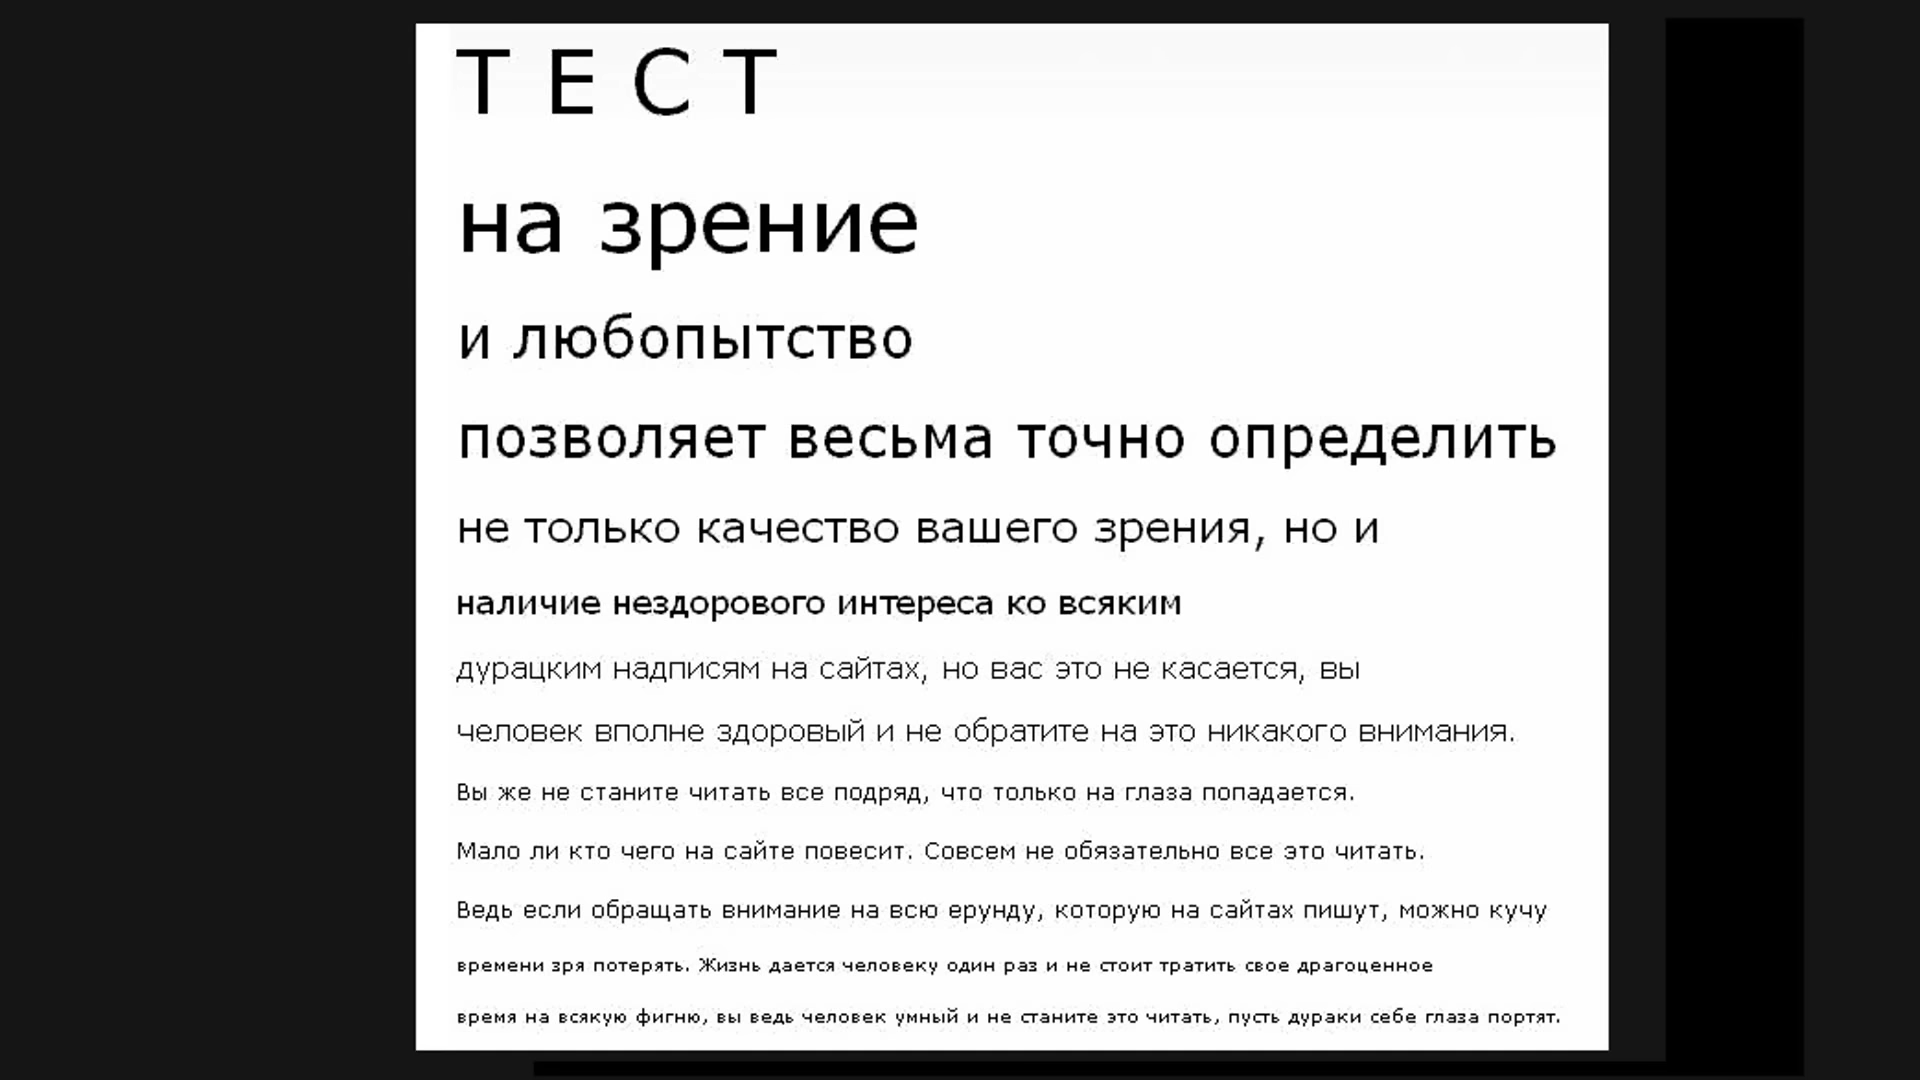 ТЕСТ
на зрение
и любопытство
позволяет весьма точно определить
не только качество вашего зрения, но и
наличие нездорового интереса ко всяким
дурацким надписям на сайтах, но вас это не касается, вы
человек вполне здоровый и не обратите на это никакого внимания.
Вы же не станите читать все подряд, что только на глаза попадается.
Мало ли кто чего на сайте повесит. Совсем не обязательно все это читать.
Ведь если обращать внимание на всю ерунду, которую на сайтах пишут, можно кучу
времени зря потерять. Жизнь дается человеку один раз и не стоит тратить свое драгоценное
время на всякую фигню, вы ведь человек умный и не станите это читать, пусть дураки себе глаза портят.